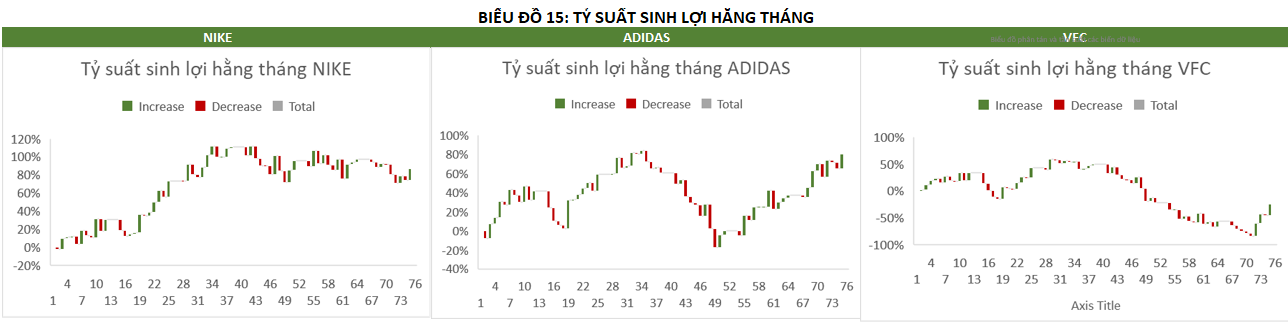 BIỂU ĐỒ 15: TỶ SUẤT SINH LỢI HẰNG THÁNG
NIKE
ADIDAS
VFC
Tỷ suất sinh lợi hằng tháng NIKE
Increase Decrease Total
120%
100%
80%
60%
40%
20%
0%
-20%
4 10 16 22 28 34 40 46 52 58 64 70 76
1 7 13 19 25 31 37 43 49 55 61 67 73
Tỷ suất sinh lợi hằng tháng ADIDAS
Increase Decrease Total
100%
80%
60%
40%
20%
0%
-20%
-40%
4 10 16 22 28 34 40 46 52 58 64 70 76
1 7 13 19 25 31 37 43 49 55 61 67 73
Tỷ suất sinh lợi hằng tháng VFC
Increase Decrease Total
100%
50%
0%
-50%
-100%
4 10 16 22 28 34 40 46 52 58 64 70 76
1 7 13 19 25 31 37 43 49 55 61 67 73
Axis Title